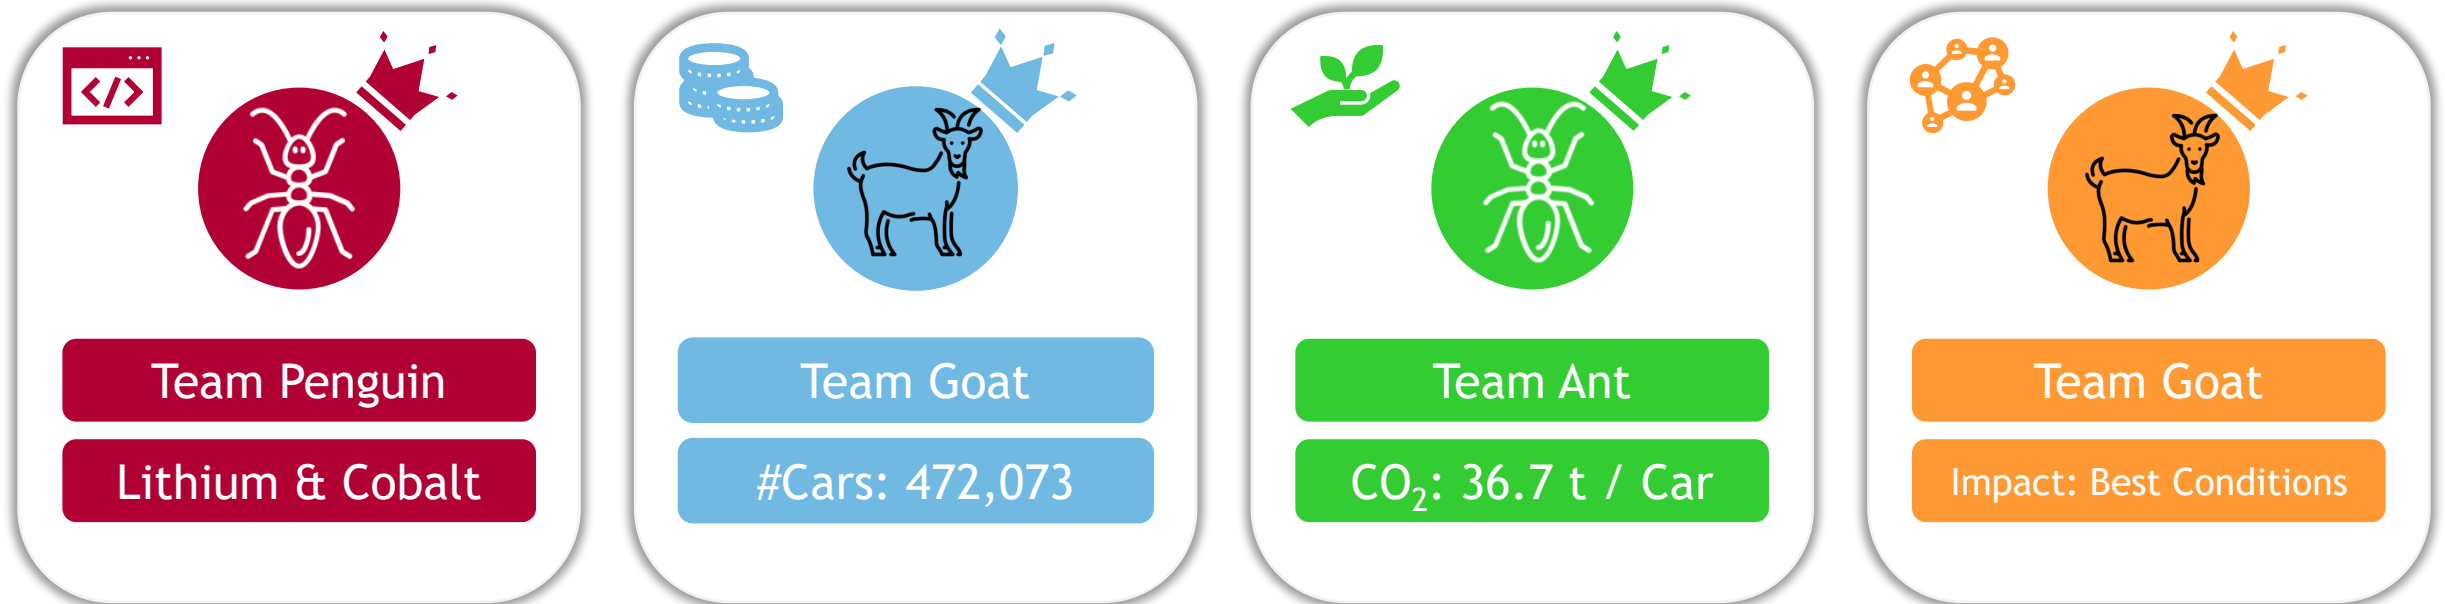 Team Penguin
Lithium & Cobalt
Team Goat
#Cars: 472,073
Team Ant
CO₂: 36.7 t / Car
Team Goat
Impact: Best Conditions